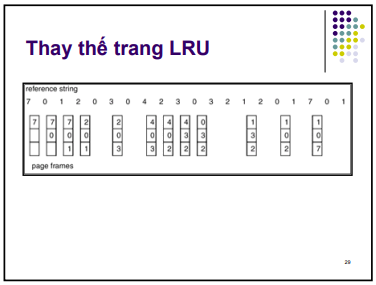 Thay thế trang LRU
reference string
7 0 1 2 0 3 0 4 2 3 0 3 2 1 2 0 1 7 0 1
7 7 7 2 2 4 4 4 0 1 1 1
0 0 0 0 0 0 3 3 3 0 0
1 1 3 3 2 2 2 2 2 7
page frames
29